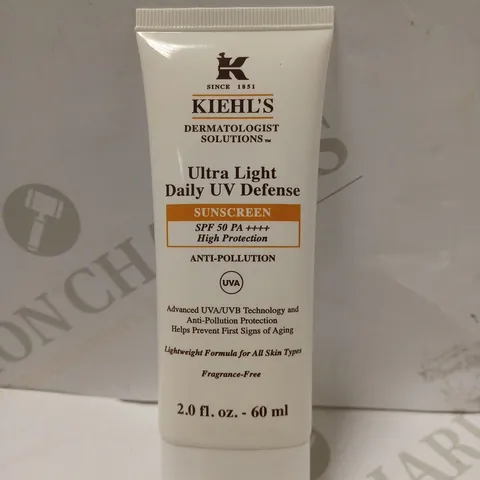 K
SINCE 1851
KIEHL'S
DERMATOLOGIST
SOLUTIONS™
Ultra Light
Daily UV Defense
SUNSCREEN
SPF 50 PA ++++
High Protection
ANTI-POLLUTION
UVA
Advanced UVA/UVB Technology and
Anti-Pollution Protection
Helps Prevent First Signs of Aging
Lightweight Formula for All Skin Types
Fragrance-Free
2.0 fl. oz. - 60 ml